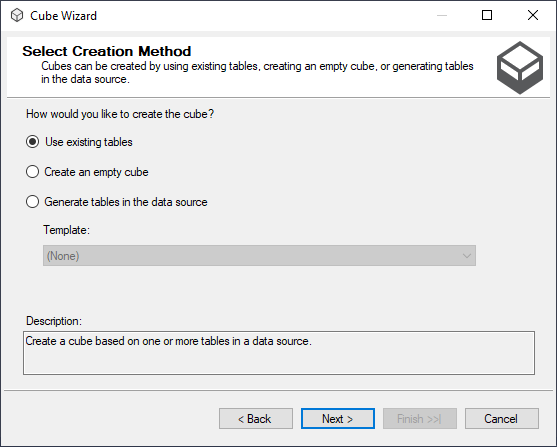 Cube Wizard
Select Creation Method
Cubes can be created by using existing tables, creating an empty cube, or generating tables
in the data source.
How would you like to create the cube?
Use existing tables
Create an empty cube
Generate tables in the data source
Template:
(None)
Description:
Create a cube based on one or more tables in a data source.
< Back
Next >
Finish >>|
Cancel